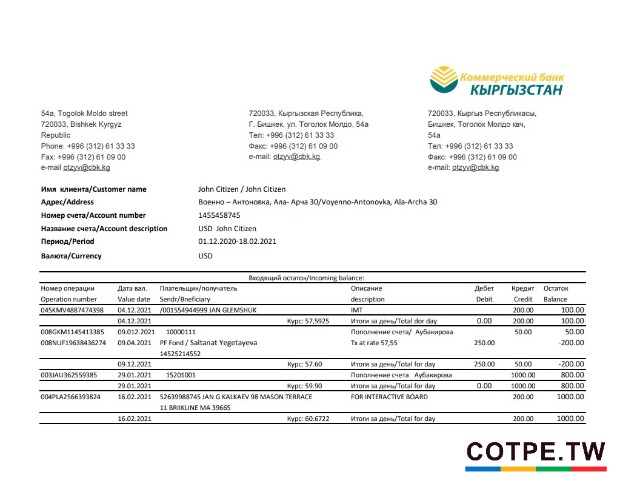 Коммерческий банк
КЫРГЫЗСТАН
54a, Togolok Moldo street
720033, Bishkek Kyrgyz
Republic
Phone: +996 (312) 61 33 33
Fax: +996 (312) 61 09 00
e-mail otzyv@cbk.kg
720033, Кыргызская Республика,
Г. Бишкек, ул. Тоголок Молдо, 54а
Тел: +996 (312) 61 33 33
Факс: +996 (312) 61 09 00
e-mail: otzyv@cbk.kg
720033, Кыргыз Республикасы,
Бишкек, Тоголок Молдо квч,
54а
Тел: +996 (312) 61 33 33
Факс: +996 (312) 61 09 00
e-mail: otzyv@cbk.kg
Имя клиента/Customer name John Citizen / John Citizen
Адрес/Address Военно – Антоновка, Ала- Арча 30/Voyenno-Antonovka, Ala-Archa 30
Номер счета/Account number 1455458745
Название счета/Account description USD John Citizen
Период/Period 01.12.2020-18.02.2021
Валюта/Currency USD
Входящий остаток/Incoming balance:
Номер операции Дата вал. Плательщик/получатель Описание Дебет Кредит Остаток
Operation number Value date Sendr/Bneficiary description Debit Credit Balance
045KMV4887474398 04.12.2021 /001554944999 JAN GLEMSHUK IMT 200.00 100.00
04.12.2021 Курс: 57,5925 Итоги за день/Total dor day 0.00 200.00 100.00
008GKM1145413385 09.012 2021 10000111 Пополнение счета/ Аубакирова 50.00 50.00
008NUF19638436274 09.04.2021 PF Fond / Saltanat Yegetayeva Tx at rate 57,55 250.00 -200.00
14525214552
09.12.2021 Курс: 57.60 Итоги за день/Total for day 250.00 50.00 -200.00
003JAU362559385 29.01.2021 15201001 Пополнение счета Аубакирова 1000.00 800.00
29.01.2021 Курс: 59.90 Итоги за день/Total for day 0.00 1000.00 800.00
004PLA2566393824 16.02.2021 52639988745 JAN G KALKAEV 98 MASON TERRACE FOR INTERACTIVE BOARD 200.00 1000.00
11 BRIIKLINE MA 39665
16.02.2021 Курс: 60.6722 Итоги за день/Total for day 200.00 1000.00
COTPE.TW